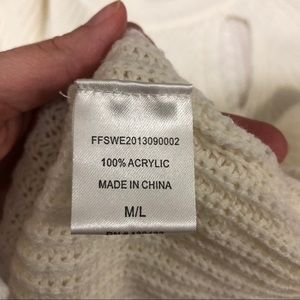 FFSWE2013090002
100% ACRYLIC
MADE IN CHINA
M/L